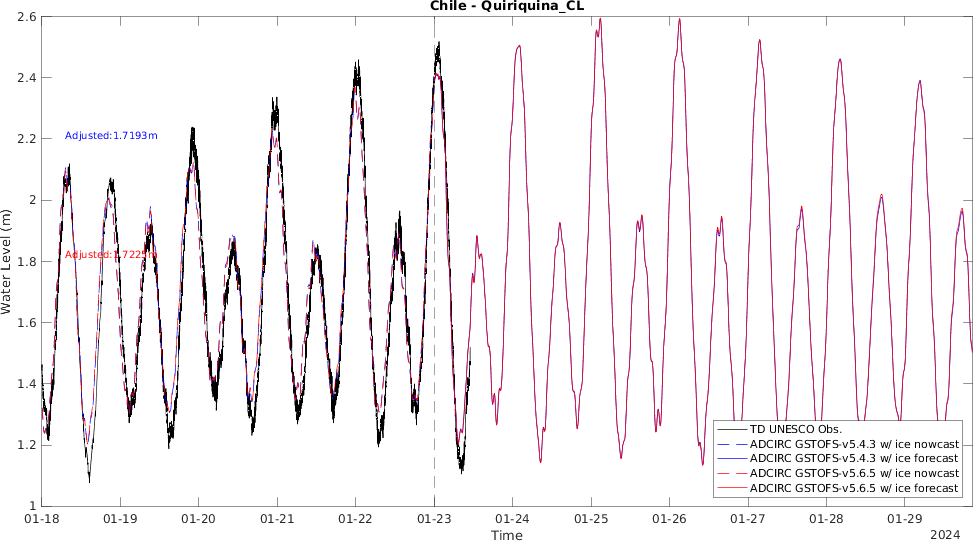 Chile - Quiriquina_CL
2.6
2.4
2.2
2
1.8
1.6
1.4
1.2
1
Water Level (m)
Adjusted:1.7193m
Adjusted:1.7225m
TD UNESCO Obs.
ADCIRC GSTOFS-v5.4.3 w/ ice nowcast
ADCIRC GSTOFS-v5.4.3 w/ ice forecast
ADCIRC GSTOFS-v5.6.5 w/ ice nowcast
ADCIRC GSTOFS-v5.6.5 w/ ice forecast
01-18 01-19 01-20 01-21 01-22 01-23 01-24 01-25 01-26 01-27 01-28 01-29
Time
2024